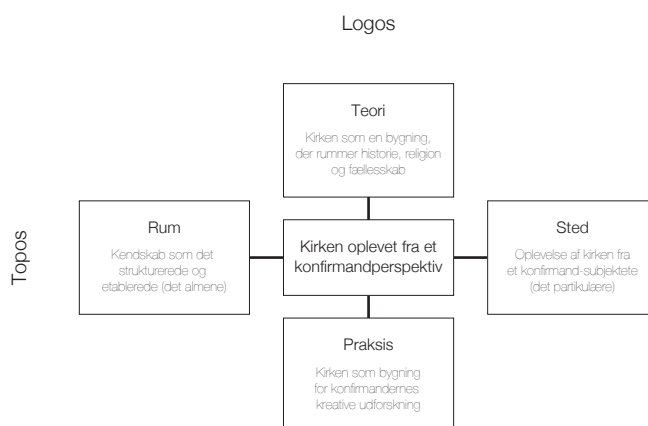 Logos
Teori
Kirken som en bygning,
der rummer historie, religion
og fællesskab
Topos
Rum
Kendskab som det
strukturerede og
etablerede (det almene)
Kirken oplevet fra et
konfirmandperspektiv
Sted
Oplevelse af kirken fra
et konfirmand-subjektete
(det partikulære)
Praksis
Kirken som bygning
for konfirmandernes
kreative udforskning